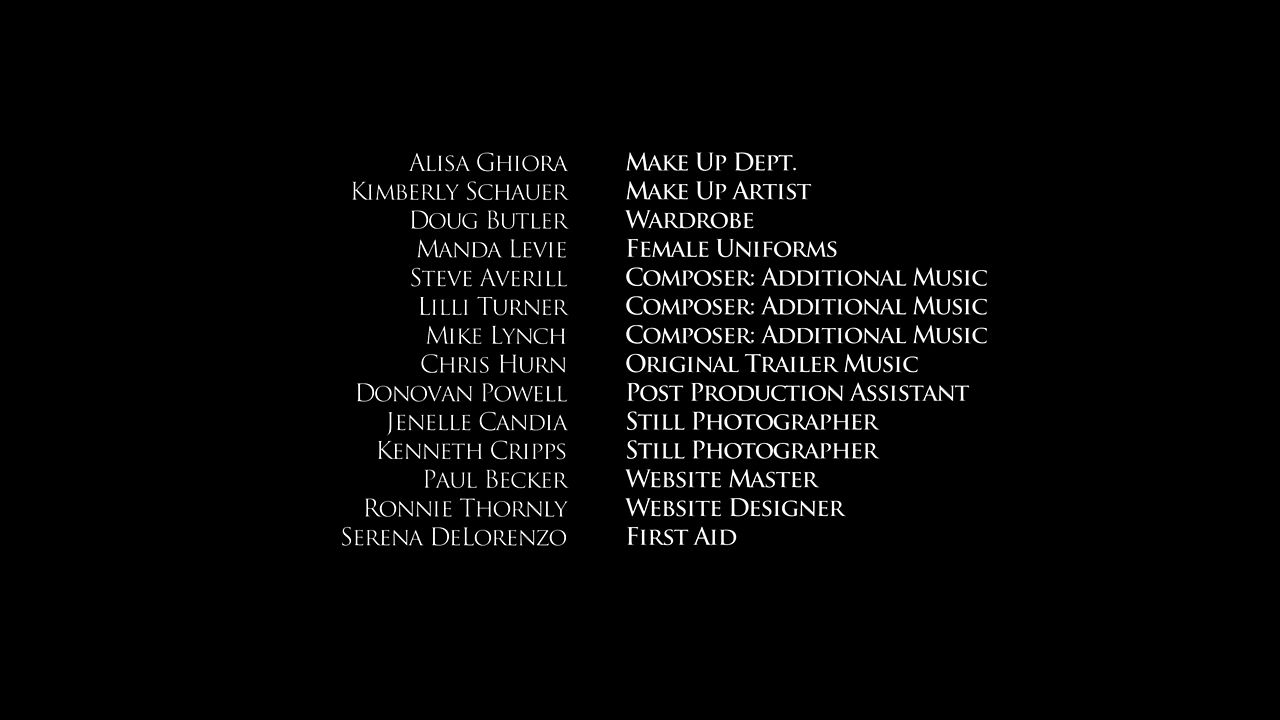 Alisa Ghiora Make Up Dept.
Kimberly Schauer Make Up Artist
Doug Butler Wardrobe
Manda Levie Female Uniforms
Steve Averill Composer: Additional Music
Lilli Turner Composer: Additional Music
Mike Lynch Composer: Additional Music
Chris Hurn Original Trailer Music
Donovan Powell Post Production Assistant
Jenelle Candia Still Photographer
Kenneth Cripps Still Photographer
Paul Becker Website Master
Ronnie Thornly Website Designer
Serena DeLorenzo First Aid